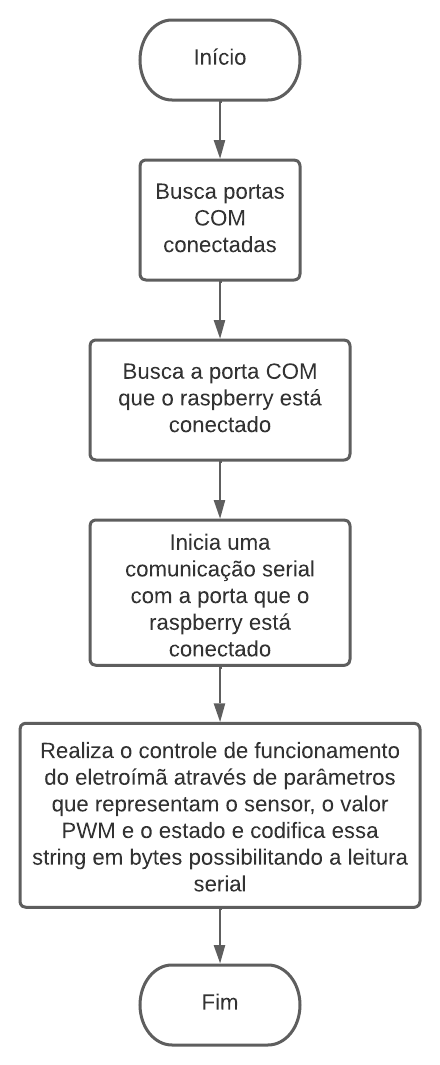 Início
Busca portas
COM
conectadas
Busca a porta COM
que o raspberry está
conectado
Inicia uma
comunicação serial
com a porta que o
raspberry está
conectado
Realiza o controle de funcionamento
do eletroímã através de parâmetros
que representam o sensor, o valor
PWM e o estado e codifica essa
string em bytes possibilitando a leitura
serial
Fim